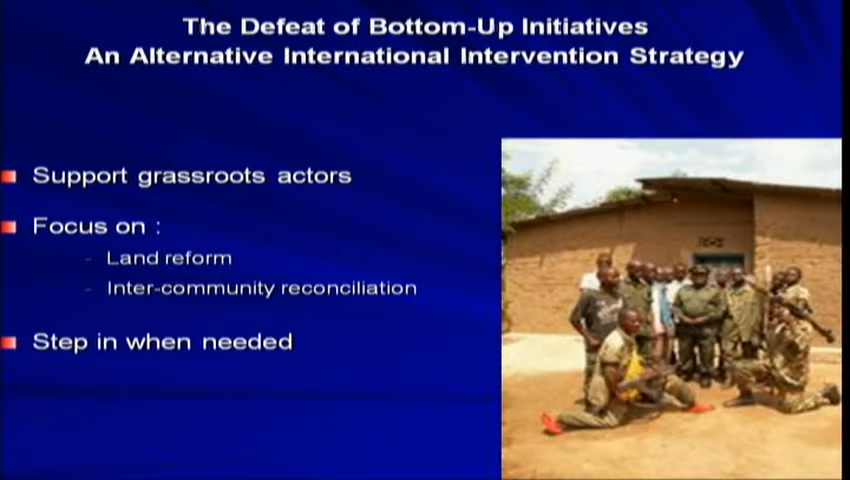 The Defeat of Bottom-Up Initiatives
An Alternative International Intervention Strategy
Support grassroots actors
Focus on :
- Land reform
- Inter-community reconciliation
Step in when needed